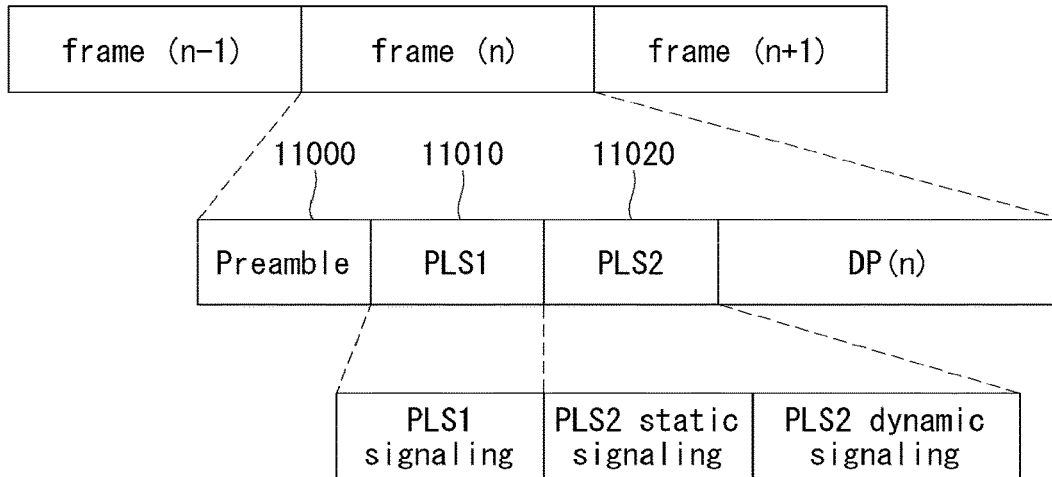 frame (n-1) frame (n) frame (n+1)
11000 11010 11020
Preamble PLS1 PLS2 DP(n)
PLS1 signaling PLS2 static signaling PLS2 dynamic signaling